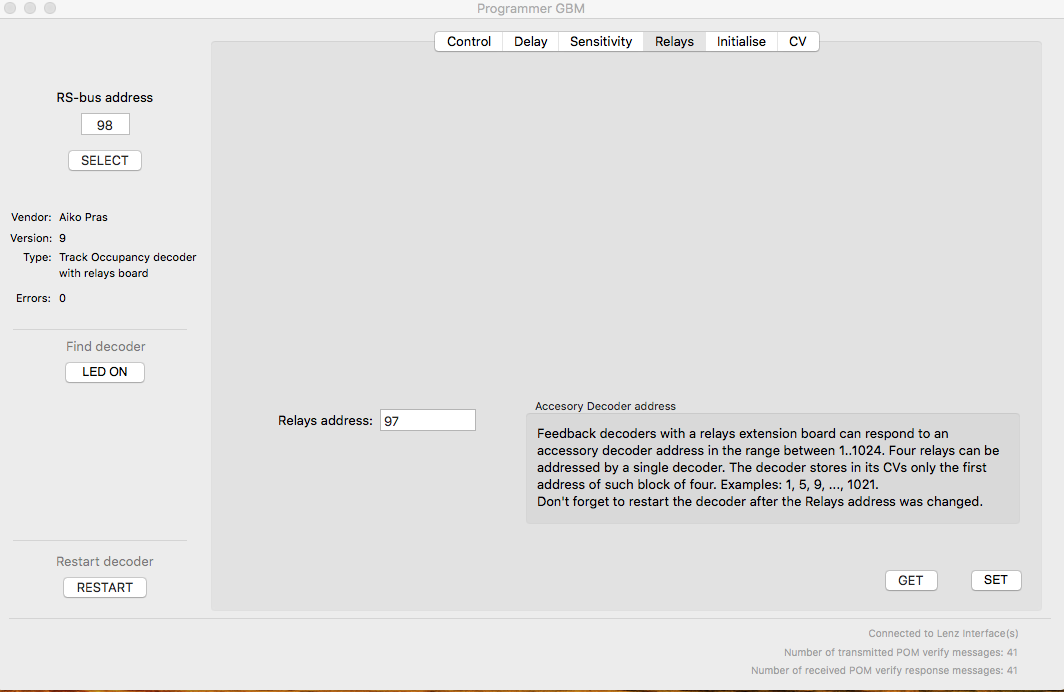 Programmer GBM
Control Delay Sensitivity Relays Initialise CV
RS-bus address
98
SELECT
Vendor: Aiko Pras
Version: 9
Type: Track Occupancy decoder
with relays board
Errors: 0
Find decoder
LED ON
Restart decoder
RESTART
Relays address: 97
Accesory Decoder address
Feedback decoders with a relays extension board can respond to an
accessory decoder address in the range between 1..1024. Four relays can be
addressed by a single decoder. The decoder stores in its CVs only the first
address of such block of four. Examples: 1, 5, 9, ..., 1021.
Don't forget to restart the decoder after the Relays address was changed.
GET SET
Connected to Lenz Interface(s)
Number of transmitted POM verify messages: 41
Number of received POM verify response messages: 41